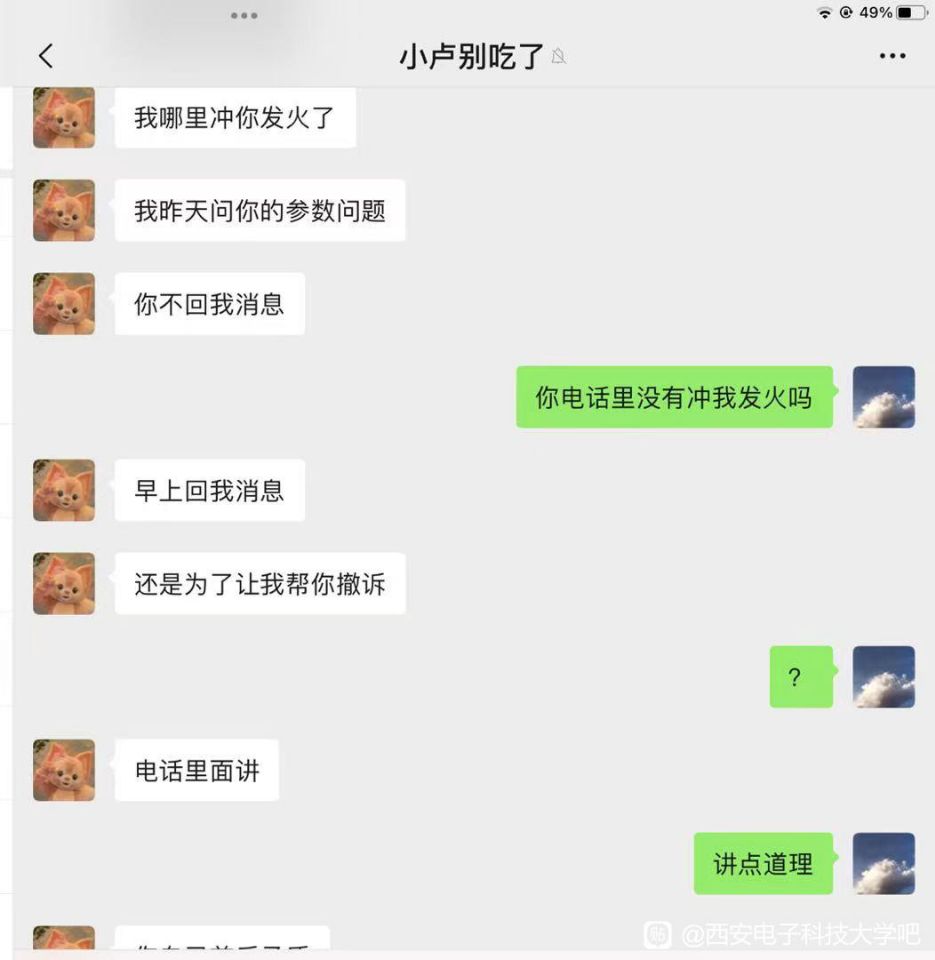 49%
小卢别吃了
我哪里冲你发火了
我昨天问你的参数问题
你不回我消息
你电话里没有冲我发火吗
早上回我消息
还是为了让我帮你撤诉
?
电话里面讲
讲点道理
贴 @西安电子科技大学吧